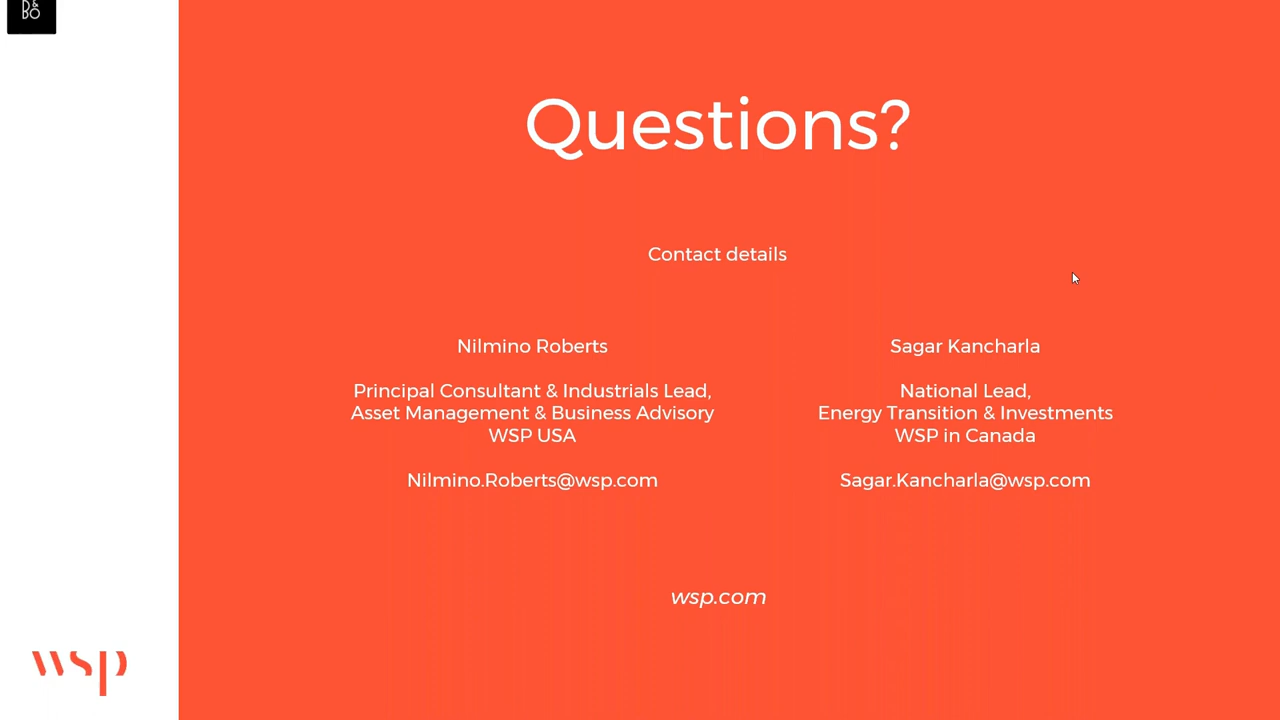 B&
BO
Questions?
Contact details
Nilmino Roberts
Principal Consultant & Industrials Lead,
Asset Management & Business Advisory
WSP USA
Nilmino.Roberts@wsp.com
Sagar Kancharla
National Lead,
Energy Transition & Investments
WSP in Canada
Sagar.Kancharla@wsp.com
wsp.com
wsp